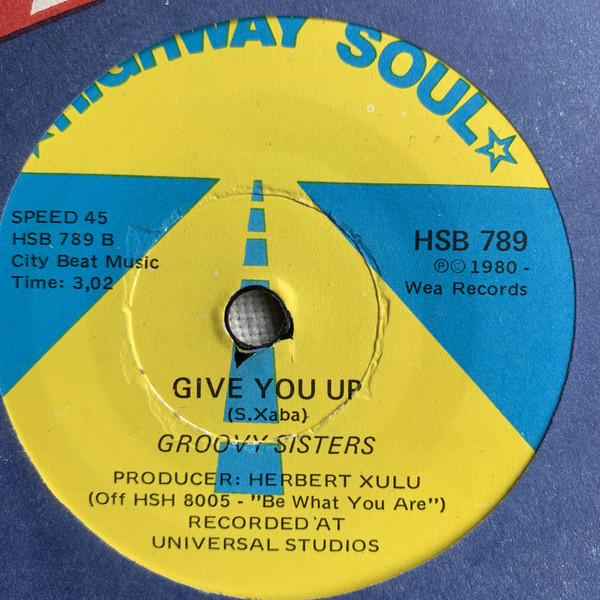 ☆HIGHWAY SOUL☆
SPEED 45
HSB 789 B
City Beat Music
Time: 3,02
HSB 789
℗© 1980 -
Wea Records
GIVE YOU UP
(S.Xaba)
GROOVY SISTERS
PRODUCER: HERBERT XULU
(Off HSH 8005 - "Be What You Are")
RECORDED AT
UNIVERSAL STUDIOS